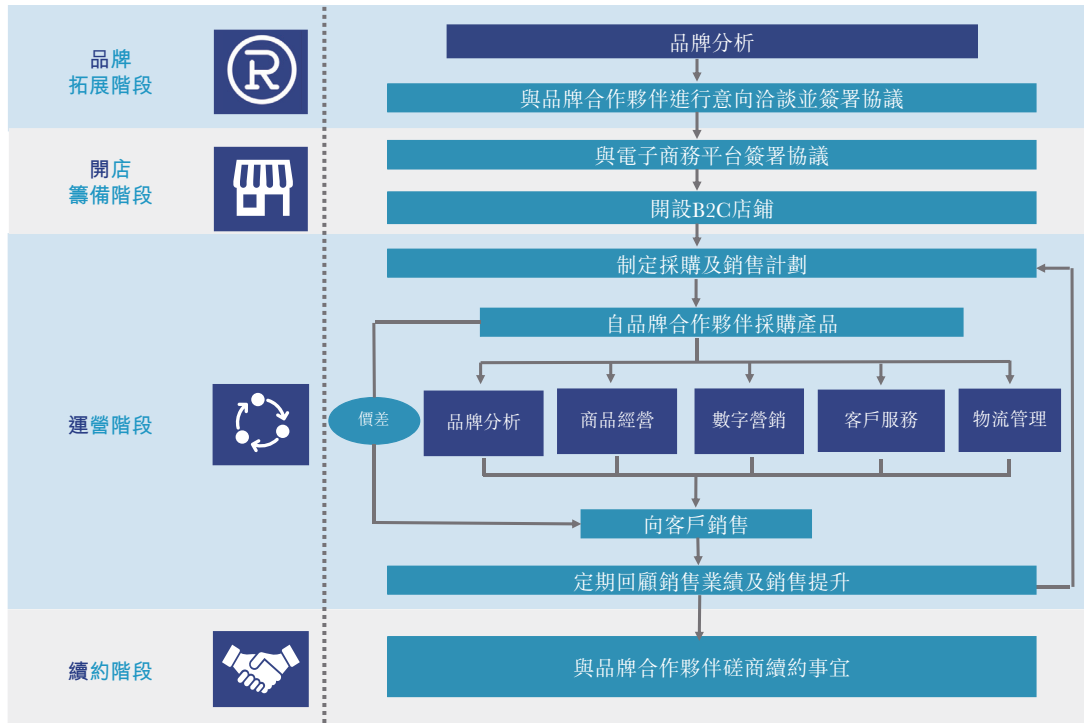 品牌
拓展階段
R
品牌分析
與品牌合作夥伴進行意向洽談並簽署協議
開店
籌備階段
與電子商務平台簽署協議
開設B2C店鋪
制定採購及銷售計劃
自品牌合作夥伴採購產品
運營階段
價差
品牌分析
商品經營
數字營銷
客戶服務
物流管理
向客戶銷售
定期回顧銷售業績及銷售提升
續約階段
與品牌合作夥伴磋商續約事宜